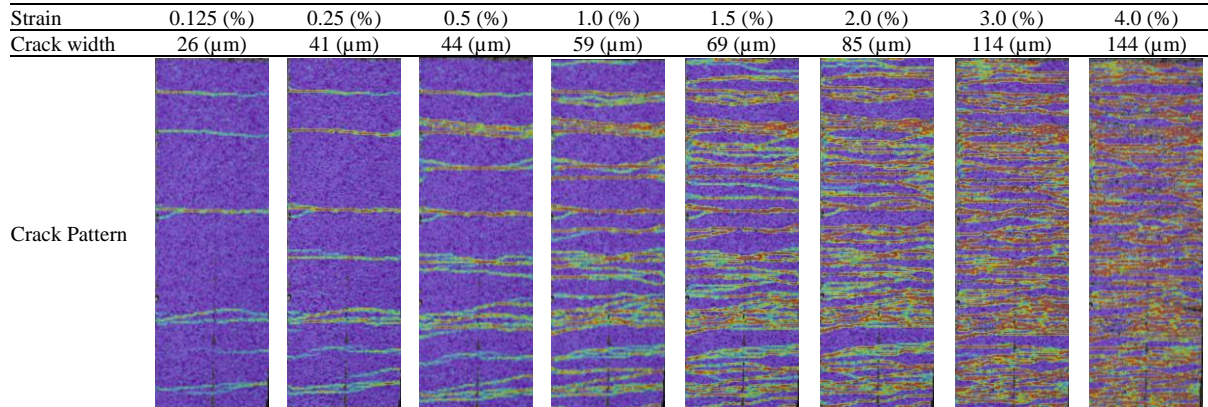 Strain 0.125 (%) 0.25 (%) 0.5 (%) 1.0 (%) 1.5 (%) 2.0 (%) 3.0 (%) 4.0 (%)
Crack width 26 (µm) 41 (µm) 44 (µm) 59 (µm) 69 (µm) 85 (µm) 114 (µm) 144 (µm)
Crack Pattern